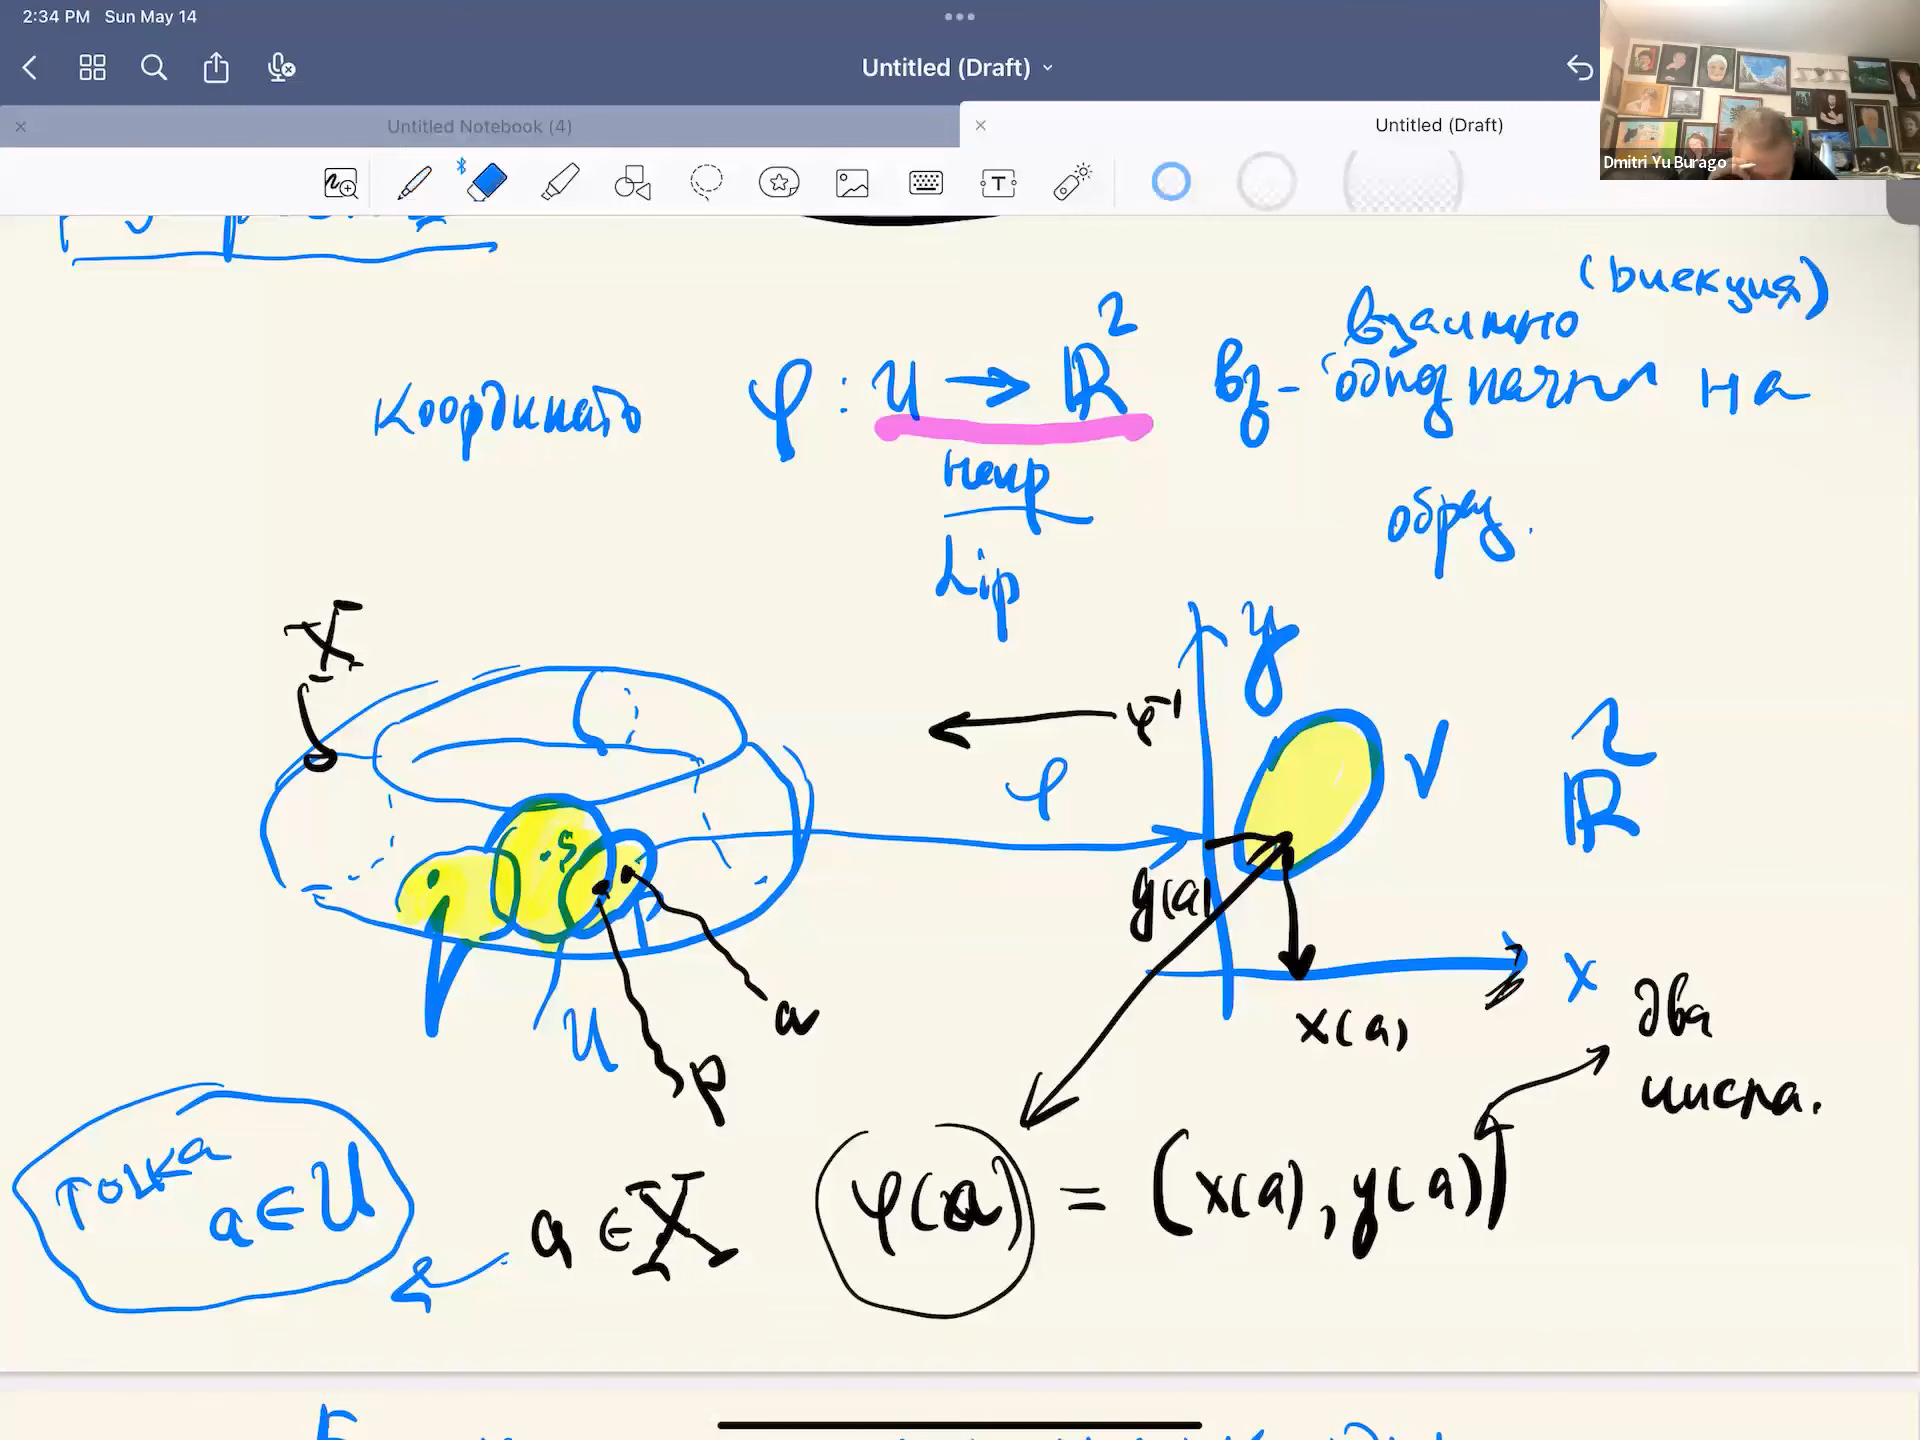 2:34 PM Sun May 14
Untitled (Draft)
Untitled Notebook (4)
Untitled (Draft)
Dmitri Yu Burago
(биекция)
взаимно
Координаты φ : U → ℝ² Вз-однозначна на
непр
образ.
Lip
X
y
φ⁻¹
φ
V
ℝ²
S
y(a)
x
a
x(a)
два
U
p
числа.
точка
a ∈ U
a ∈ X
φ(a) = (x(a), y(a))